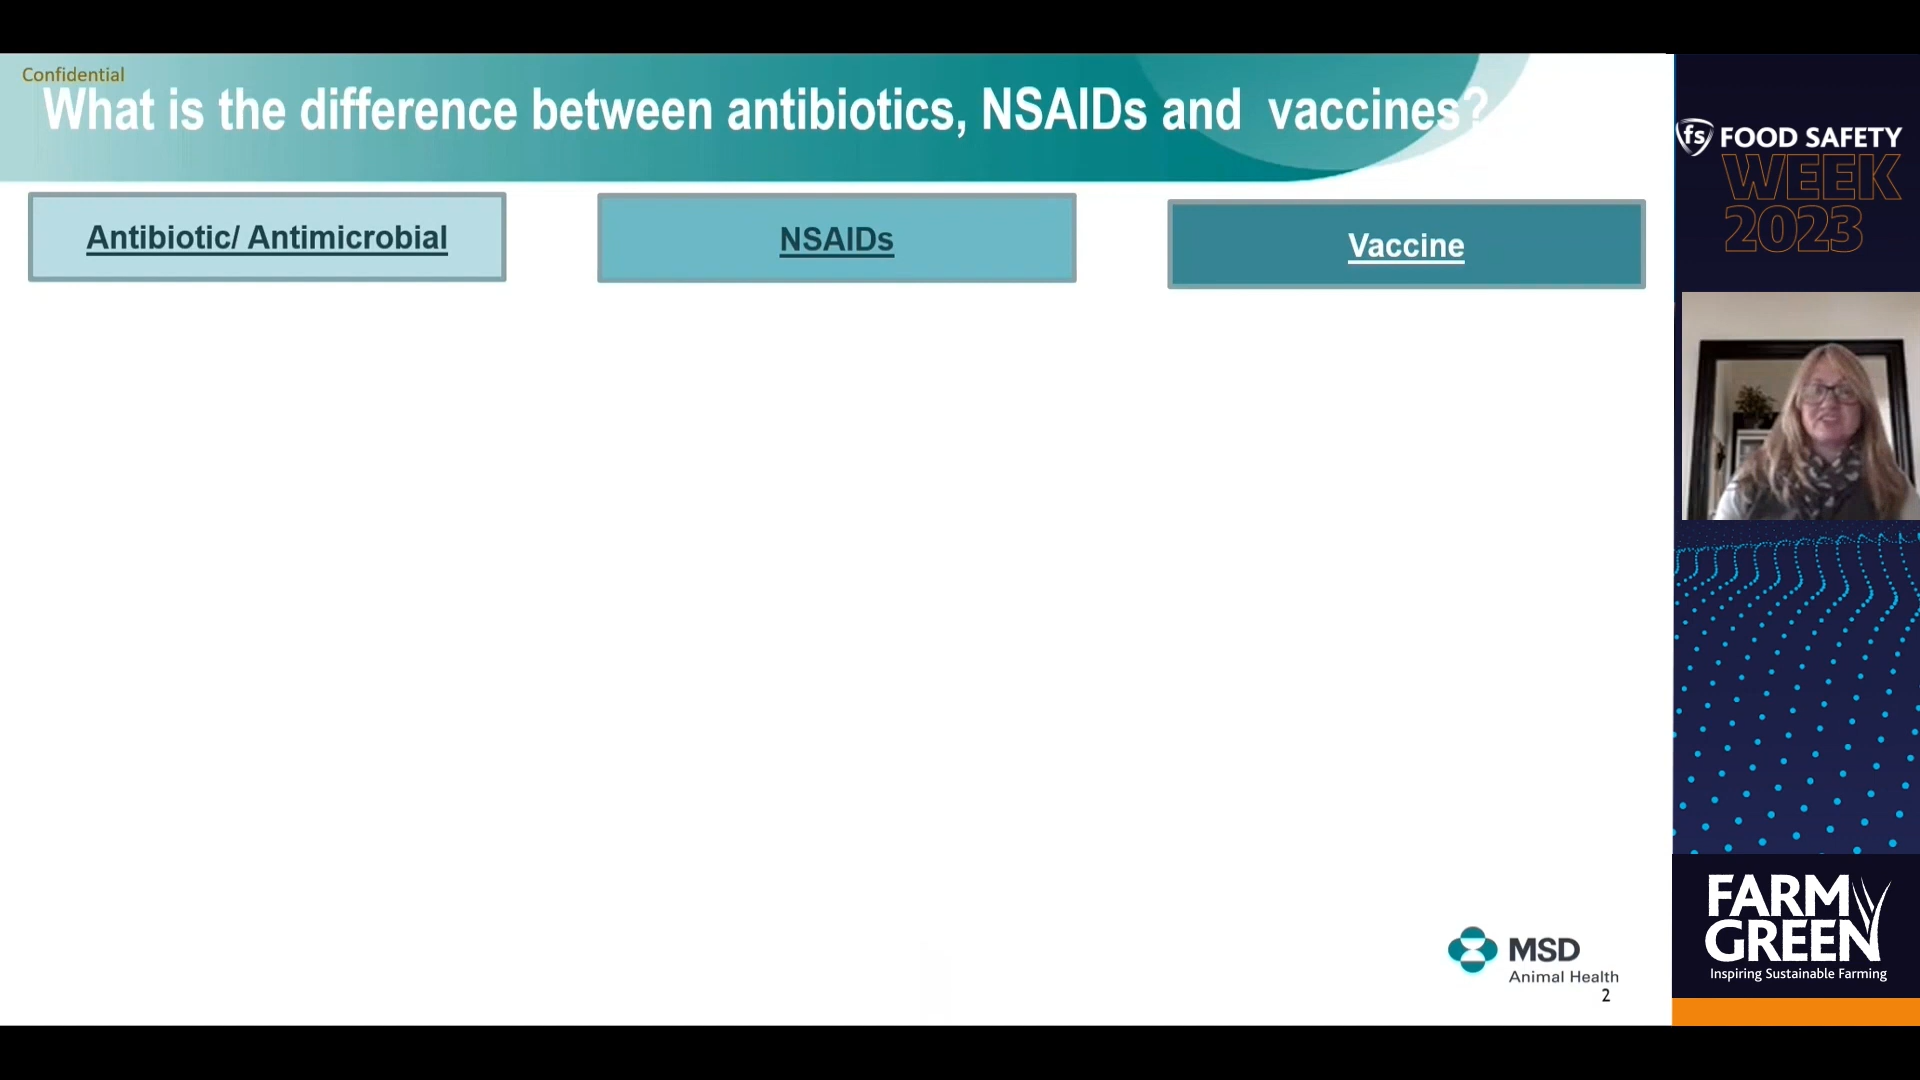 Confidential
What is the difference between antibiotics, NSAIDs and vaccines?
Antibiotic/ Antimicrobial
NSAIDs
Vaccine
MSD
Animal Health
2
fs FOOD SAFETY
WEEK
2023
FARM
GREEN
Inspiring Sustainable Farming